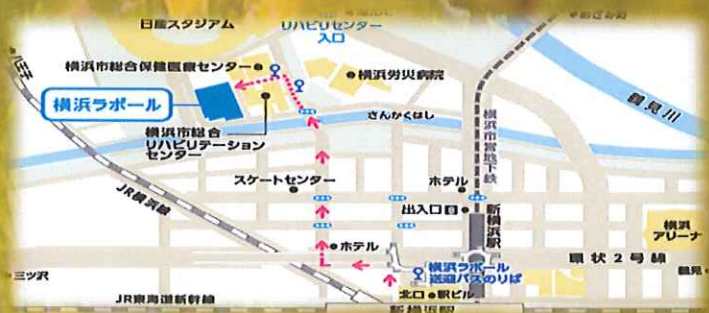 日産スタジアム
リハビリセンター
入口
横浜市総合保健医療センター
横浜労災病院
横浜ラポール
鶴見川
さんかくはし
横浜市営地下鉄
横浜市総合
リハビリテーション
センター
八王子
JR横浜線
スケートセンター
ホテル
出入口8
新横浜駅
横浜
アリーナ
ホテル
環状2号線
横浜ラポール
送迎バスのりば
三ツ沢
鶴見
北口
駅ビル
JR東海道新幹線
新横浜駅